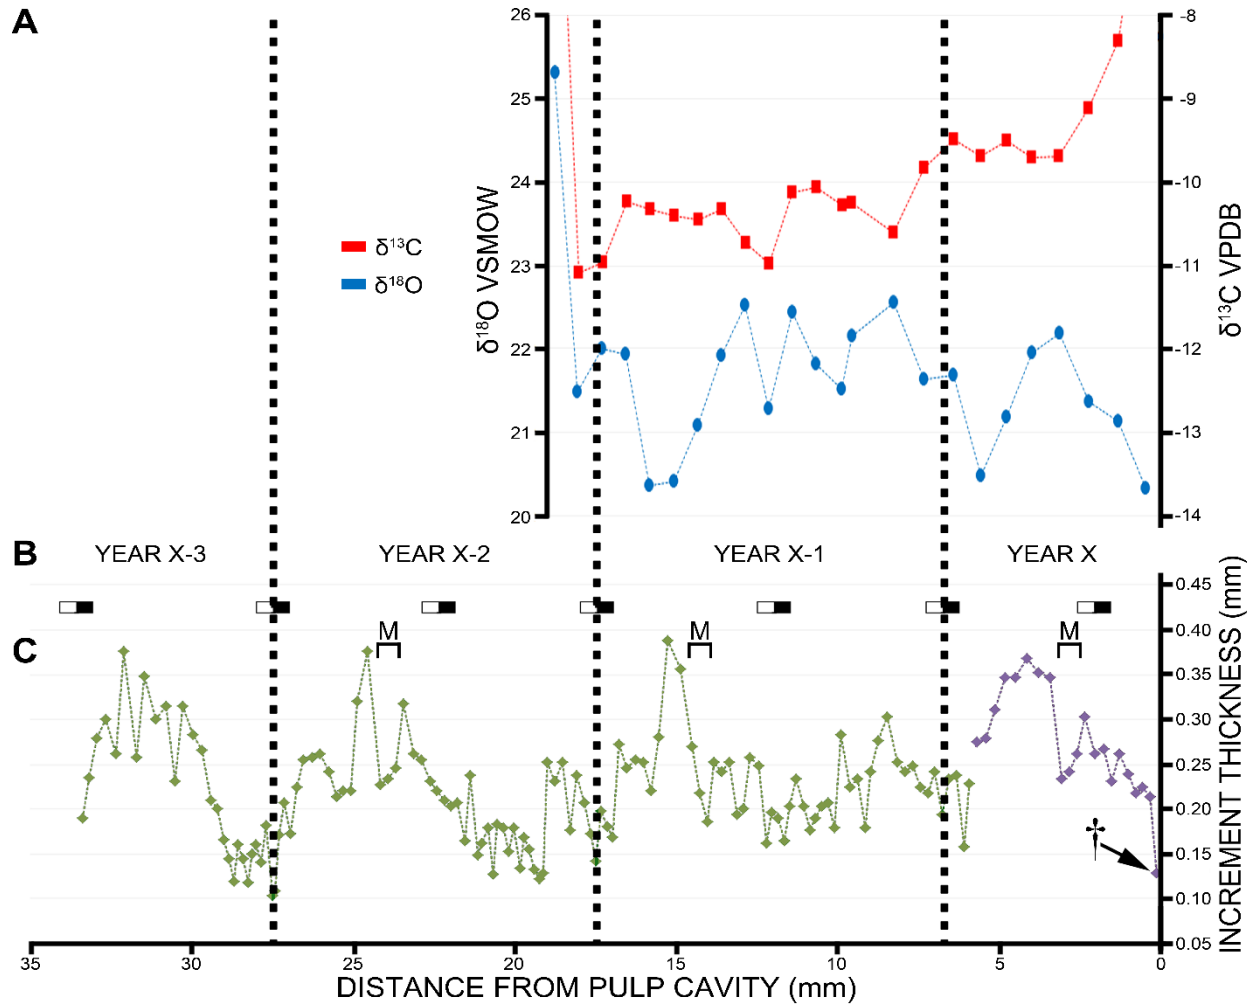 A
26
25
24
23
22
21
20
δ18O VSMOW
δ13C
δ18O
-8
-9
-10
-11
-12
-13
-14
δ13C VPDB
B
YEAR X-3
YEAR X-2
YEAR X-1
YEAR X
C
M
M
M
†
0.45
0.40
0.35
0.30
0.25
0.20
0.15
0.10
0.05
INCREMENT THICKNESS (mm)
35
30
25
20
15
10
5
0
DISTANCE FROM PULP CAVITY (mm)